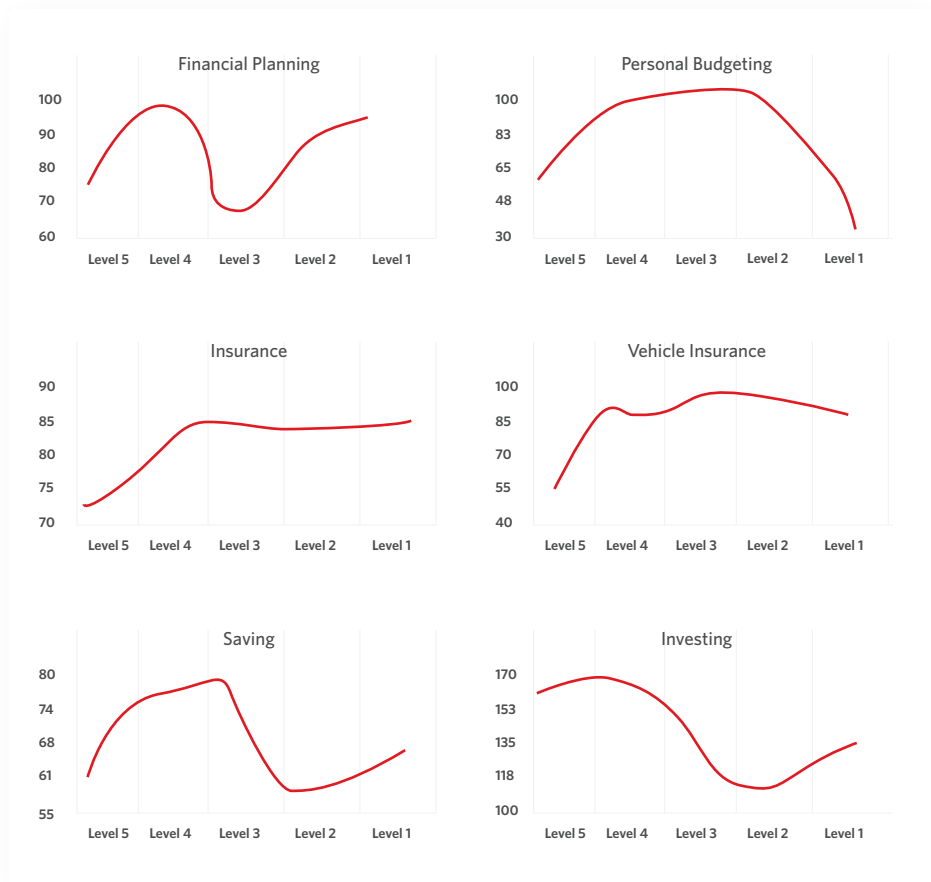 Financial Planning
100
90
80
70
60
Level 5 Level 4 Level 3 Level 2 Level 1
Personal Budgeting
100
83
65
48
30
Level 5 Level 4 Level 3 Level 2 Level 1
Insurance
90
85
80
75
70
Level 5 Level 4 Level 3 Level 2 Level 1
Vehicle Insurance
100
85
70
55
40
Level 5 Level 4 Level 3 Level 2 Level 1
Saving
80
74
68
61
55
Level 5 Level 4 Level 3 Level 2 Level 1
Investing
170
153
135
118
100
Level 5 Level 4 Level 3 Level 2 Level 1